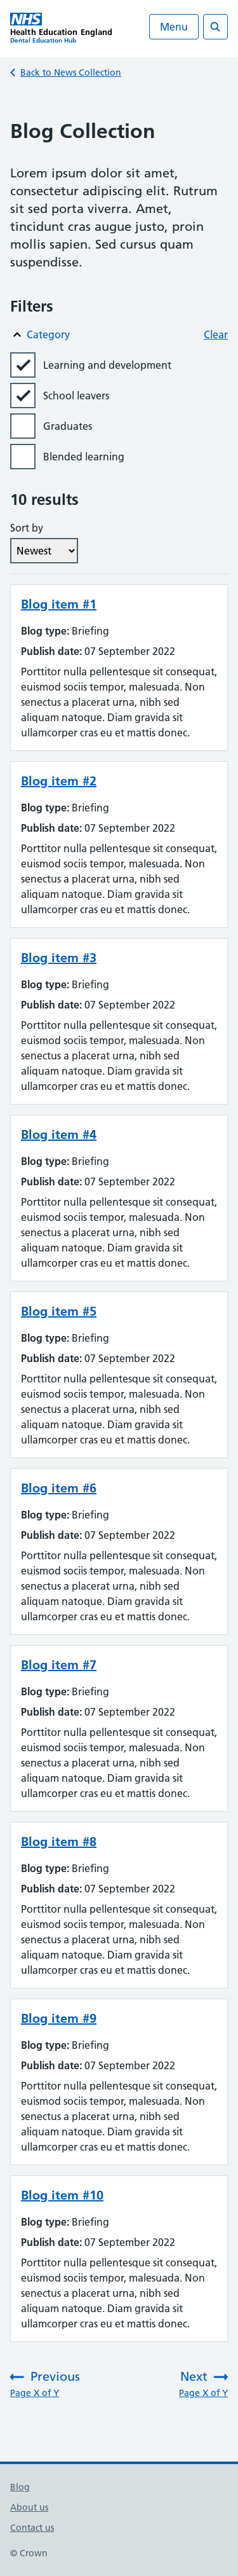 NHS
Health Education England
Dental Education Hub
Menu
Back to News Collection
Blog Collection
Lorem ipsum dolor sit amet,
consectetur adipiscing elit. Rutrum
sit sed porta viverra. Amet,
tincidunt cras augue justo, proin
mollis sapien. Sed cursus quam
suspendisse.
Filters
Category
Clear
Learning and development
School leavers
Graduates
Blended learning
10 results
Sort by
Newest
Blog item #1
Blog type: Briefing
Publish date: 07 September 2022
Porttitor nulla pellentesque sit consequat,
euismod sociis tempor, malesuada. Non
senectus a placerat urna, nibh sed
aliquam natoque. Diam gravida sit
ullamcorper cras eu et mattis donec.
Blog item #2
Blog type: Briefing
Publish date: 07 September 2022
Porttitor nulla pellentesque sit consequat,
euismod sociis tempor, malesuada. Non
senectus a placerat urna, nibh sed
aliquam natoque. Diam gravida sit
ullamcorper cras eu et mattis donec.
Blog item #3
Blog type: Briefing
Publish date: 07 September 2022
Porttitor nulla pellentesque sit consequat,
euismod sociis tempor, malesuada. Non
senectus a placerat urna, nibh sed
aliquam natoque. Diam gravida sit
ullamcorper cras eu et mattis donec.
Blog item #4
Blog type: Briefing
Publish date: 07 September 2022
Porttitor nulla pellentesque sit consequat,
euismod sociis tempor, malesuada. Non
senectus a placerat urna, nibh sed
aliquam natoque. Diam gravida sit
ullamcorper cras eu et mattis donec.
Blog item #5
Blog type: Briefing
Publish date: 07 September 2022
Porttitor nulla pellentesque sit consequat,
euismod sociis tempor, malesuada. Non
senectus a placerat urna, nibh sed
aliquam natoque. Diam gravida sit
ullamcorper cras eu et mattis donec.
Blog item #6
Blog type: Briefing
Publish date: 07 September 2022
Porttitor nulla pellentesque sit consequat,
euismod sociis tempor, malesuada. Non
senectus a placerat urna, nibh sed
aliquam natoque. Diam gravida sit
ullamcorper cras eu et mattis donec.
Blog item #7
Blog type: Briefing
Publish date: 07 September 2022
Porttitor nulla pellentesque sit consequat,
euismod sociis tempor, malesuada. Non
senectus a placerat urna, nibh sed
aliquam natoque. Diam gravida sit
ullamcorper cras eu et mattis donec.
Blog item #8
Blog type: Briefing
Publish date: 07 September 2022
Porttitor nulla pellentesque sit consequat,
euismod sociis tempor, malesuada. Non
senectus a placerat urna, nibh sed
aliquam natoque. Diam gravida sit
ullamcorper cras eu et mattis donec.
Blog item #9
Blog type: Briefing
Publish date: 07 September 2022
Porttitor nulla pellentesque sit consequat,
euismod sociis tempor, malesuada. Non
senectus a placerat urna, nibh sed
aliquam natoque. Diam gravida sit
ullamcorper cras eu et mattis donec.
Blog item #10
Blog type: Briefing
Publish date: 07 September 2022
Porttitor nulla pellentesque sit consequat,
euismod sociis tempor, malesuada. Non
senectus a placerat urna, nibh sed
aliquam natoque. Diam gravida sit
ullamcorper cras eu et mattis donec.
Previous
Page X of Y
Next
Page X of Y
Blog
About us
Contact us
© Crown